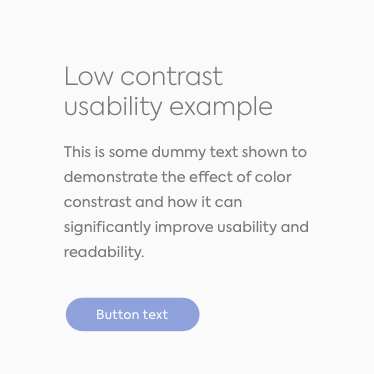 Low contrast
usability example
This is some dummy text shown to
demonstrate the effect of color
constrast and how it can
significantly improve usability and
readability.
Button text